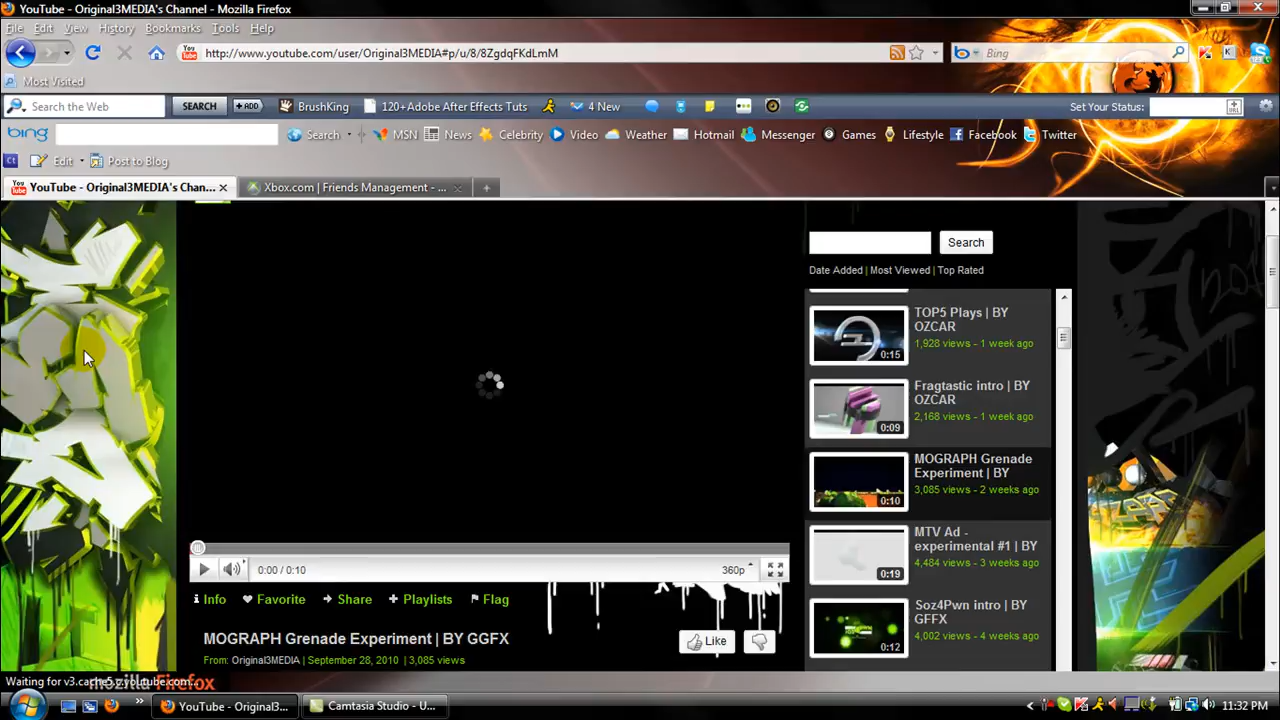 YouTube - Original3MEDIA's Channel - Mozilla Firefox
File Edit View History Bookmarks Tools Help
http://www.youtube.com/user/Original3MEDIA#p/u/8/8ZgdqFKdLmM
Bing
Most Visited
Search the Web
SEARCH
+ADD
BrushKing
120+Adobe After Effects Tuts
4 New
Set Your Status:
bing
Search
MSN
News
Celebrity
Video
Weather
Hotmail
Messenger
Games
Lifestyle
Facebook
Twitter
Edit
Post to Blog
YouTube - Original3MEDIA's Chan...
Xbox.com | Friends Management - ...
Search
Date Added | Most Viewed | Top Rated
TOP5 Plays | BY
OZCAR
1,928 views - 1 week ago
0:15
Fragtastic intro | BY
OZCAR
2,168 views - 1 week ago
0:09
MOGRAPH Grenade
Experiment | BY
3,085 views - 2 weeks ago
0:10
MTV Ad -
experimental #1 | BY
4,484 views - 3 weeks ago
0:19
Soz4Pwn intro | BY
GFFX
4,002 views - 4 weeks ago
0:12
0:00 / 0:10
360p
Info
Favorite
Share
Playlists
Flag
MOGRAPH Grenade Experiment | BY GGFX
Like
From: Original3MEDIA | September 28, 2010 | 3,085 views
mozilla Firefox
YouTube - Original3...
Camtasia Studio - U...
11:32 PM